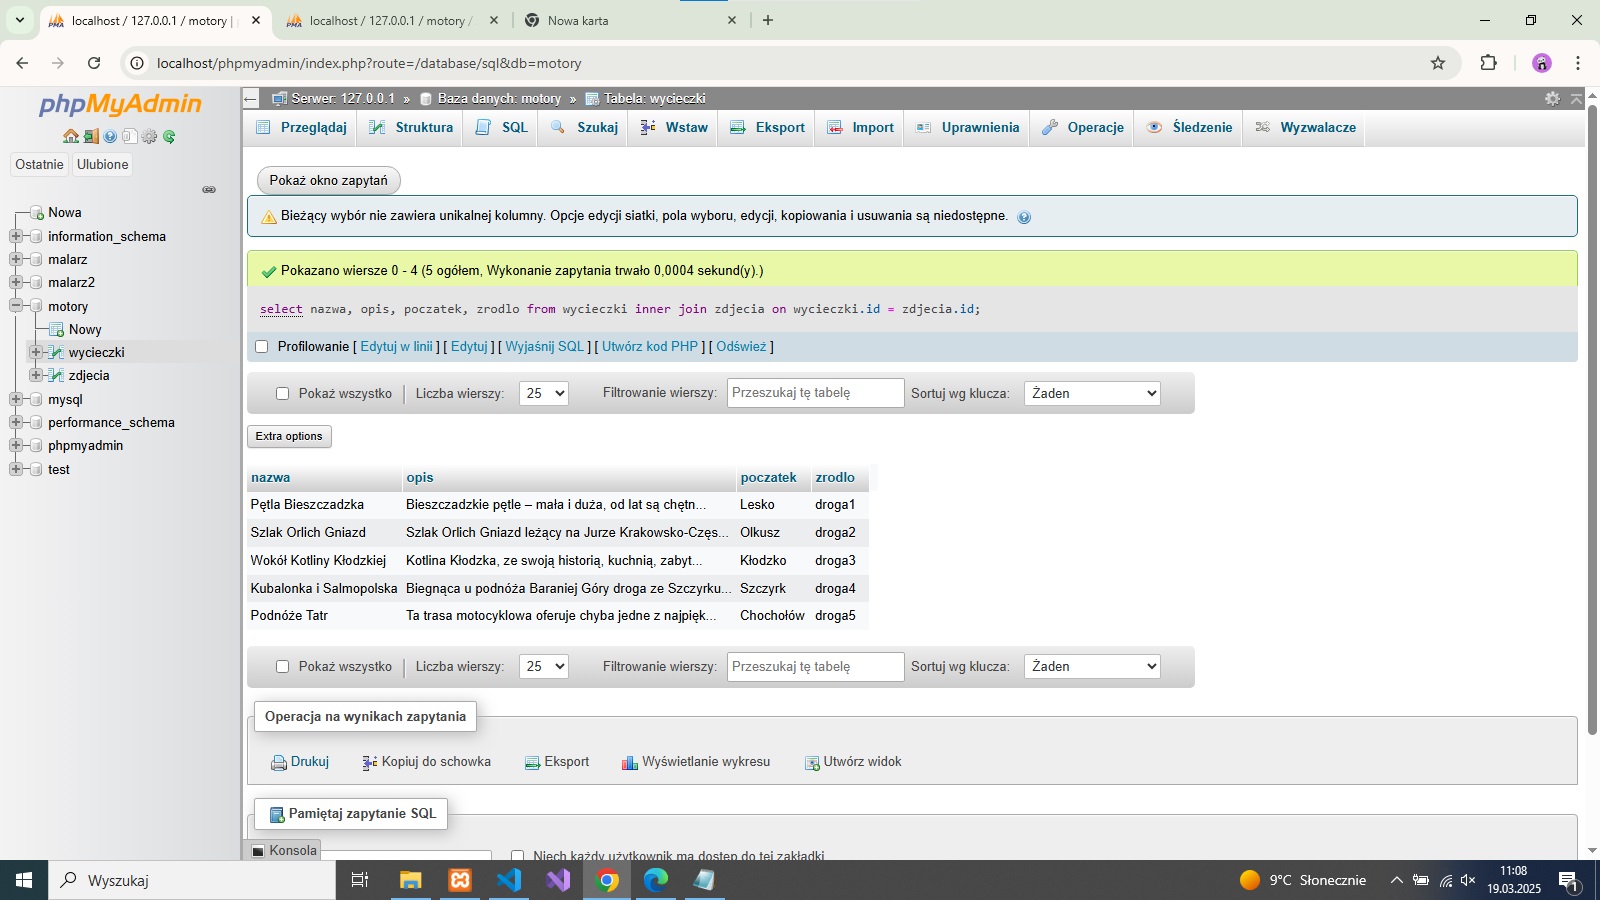 localhost / 127.0.0.1 / motory | p
localhost / 127.0.0.1 / motory /
Nowa karta
localhost/phpmyadmin/index.php?route=/database/sql&db=motory
phpMyAdmin
Ostatnie
Ulubione
Nowa
information_schema
malarz
malarz2
motory
Nowy
wycieczki
zdjecia
mysql
performance_schema
phpmyadmin
test
Serwer: 127.0.0.1 » Baza danych: motory » Tabela: wycieczki
Przeglądaj Struktura SQL Szukaj Wstaw Eksport Import Uprawnienia Operacje Śledzenie Wyzwalacze
Pokaż okno zapytań
Bieżący wybór nie zawiera unikalnej kolumny. Opcje edycji siatki, pola wyboru, edycji, kopiowania i usuwania są niedostępne.
Pokazano wiersze 0 - 4 (5 ogółem, Wykonanie zapytania trwało 0,0004 sekund(y).)
select nazwa, opis, poczatek, zrodlo from wycieczki inner join zdjecia on wycieczki.id = zdjecia.id;
Profilowanie [ Edytuj w linii ] [ Edytuj ] [ Wyjaśnij SQL ] [ Utwórz kod PHP ] [ Odśwież ]
Pokaż wszystko Liczba wierszy: 25 Filtrowanie wierszy: Przeszukaj tę tabelę Sortuj wg klucza: Żaden
Extra options
nazwa opis poczatek zrodlo
Pętla Bieszczadzka Bieszczadzkie pętle – mała i duża, od lat są chętn... Lesko droga1
Szlak Orlich Gniazd Szlak Orlich Gniazd leżący na Jurze Krakowsko-Częs... Olkusz droga2
Wokół Kotliny Kłodzkiej Kotlina Kłodzka, ze swoją historią, kuchnią, zabyt... Kłodzko droga3
Kubalonka i Salmopolska Biegnąca u podnóża Baraniej Góry droga ze Szczyrku... Szczyrk droga4
Podnóże Tatr Ta trasa motocyklowa oferuje chyba jedne z najpięk... Chochołów droga5
Pokaż wszystko Liczba wierszy: 25 Filtrowanie wierszy: Przeszukaj tę tabelę Sortuj wg klucza: Żaden
Operacja na wynikach zapytania
Drukuj Kopiuj do schowka Eksport Wyświetlanie wykresu Utwórz widok
Pamiętaj zapytanie SQL
Konsola
Niech każdy użytkownik ma dostęp do tej zakładki
Wyszukaj
9°C Słonecznie
11:08
19.03.2025
1